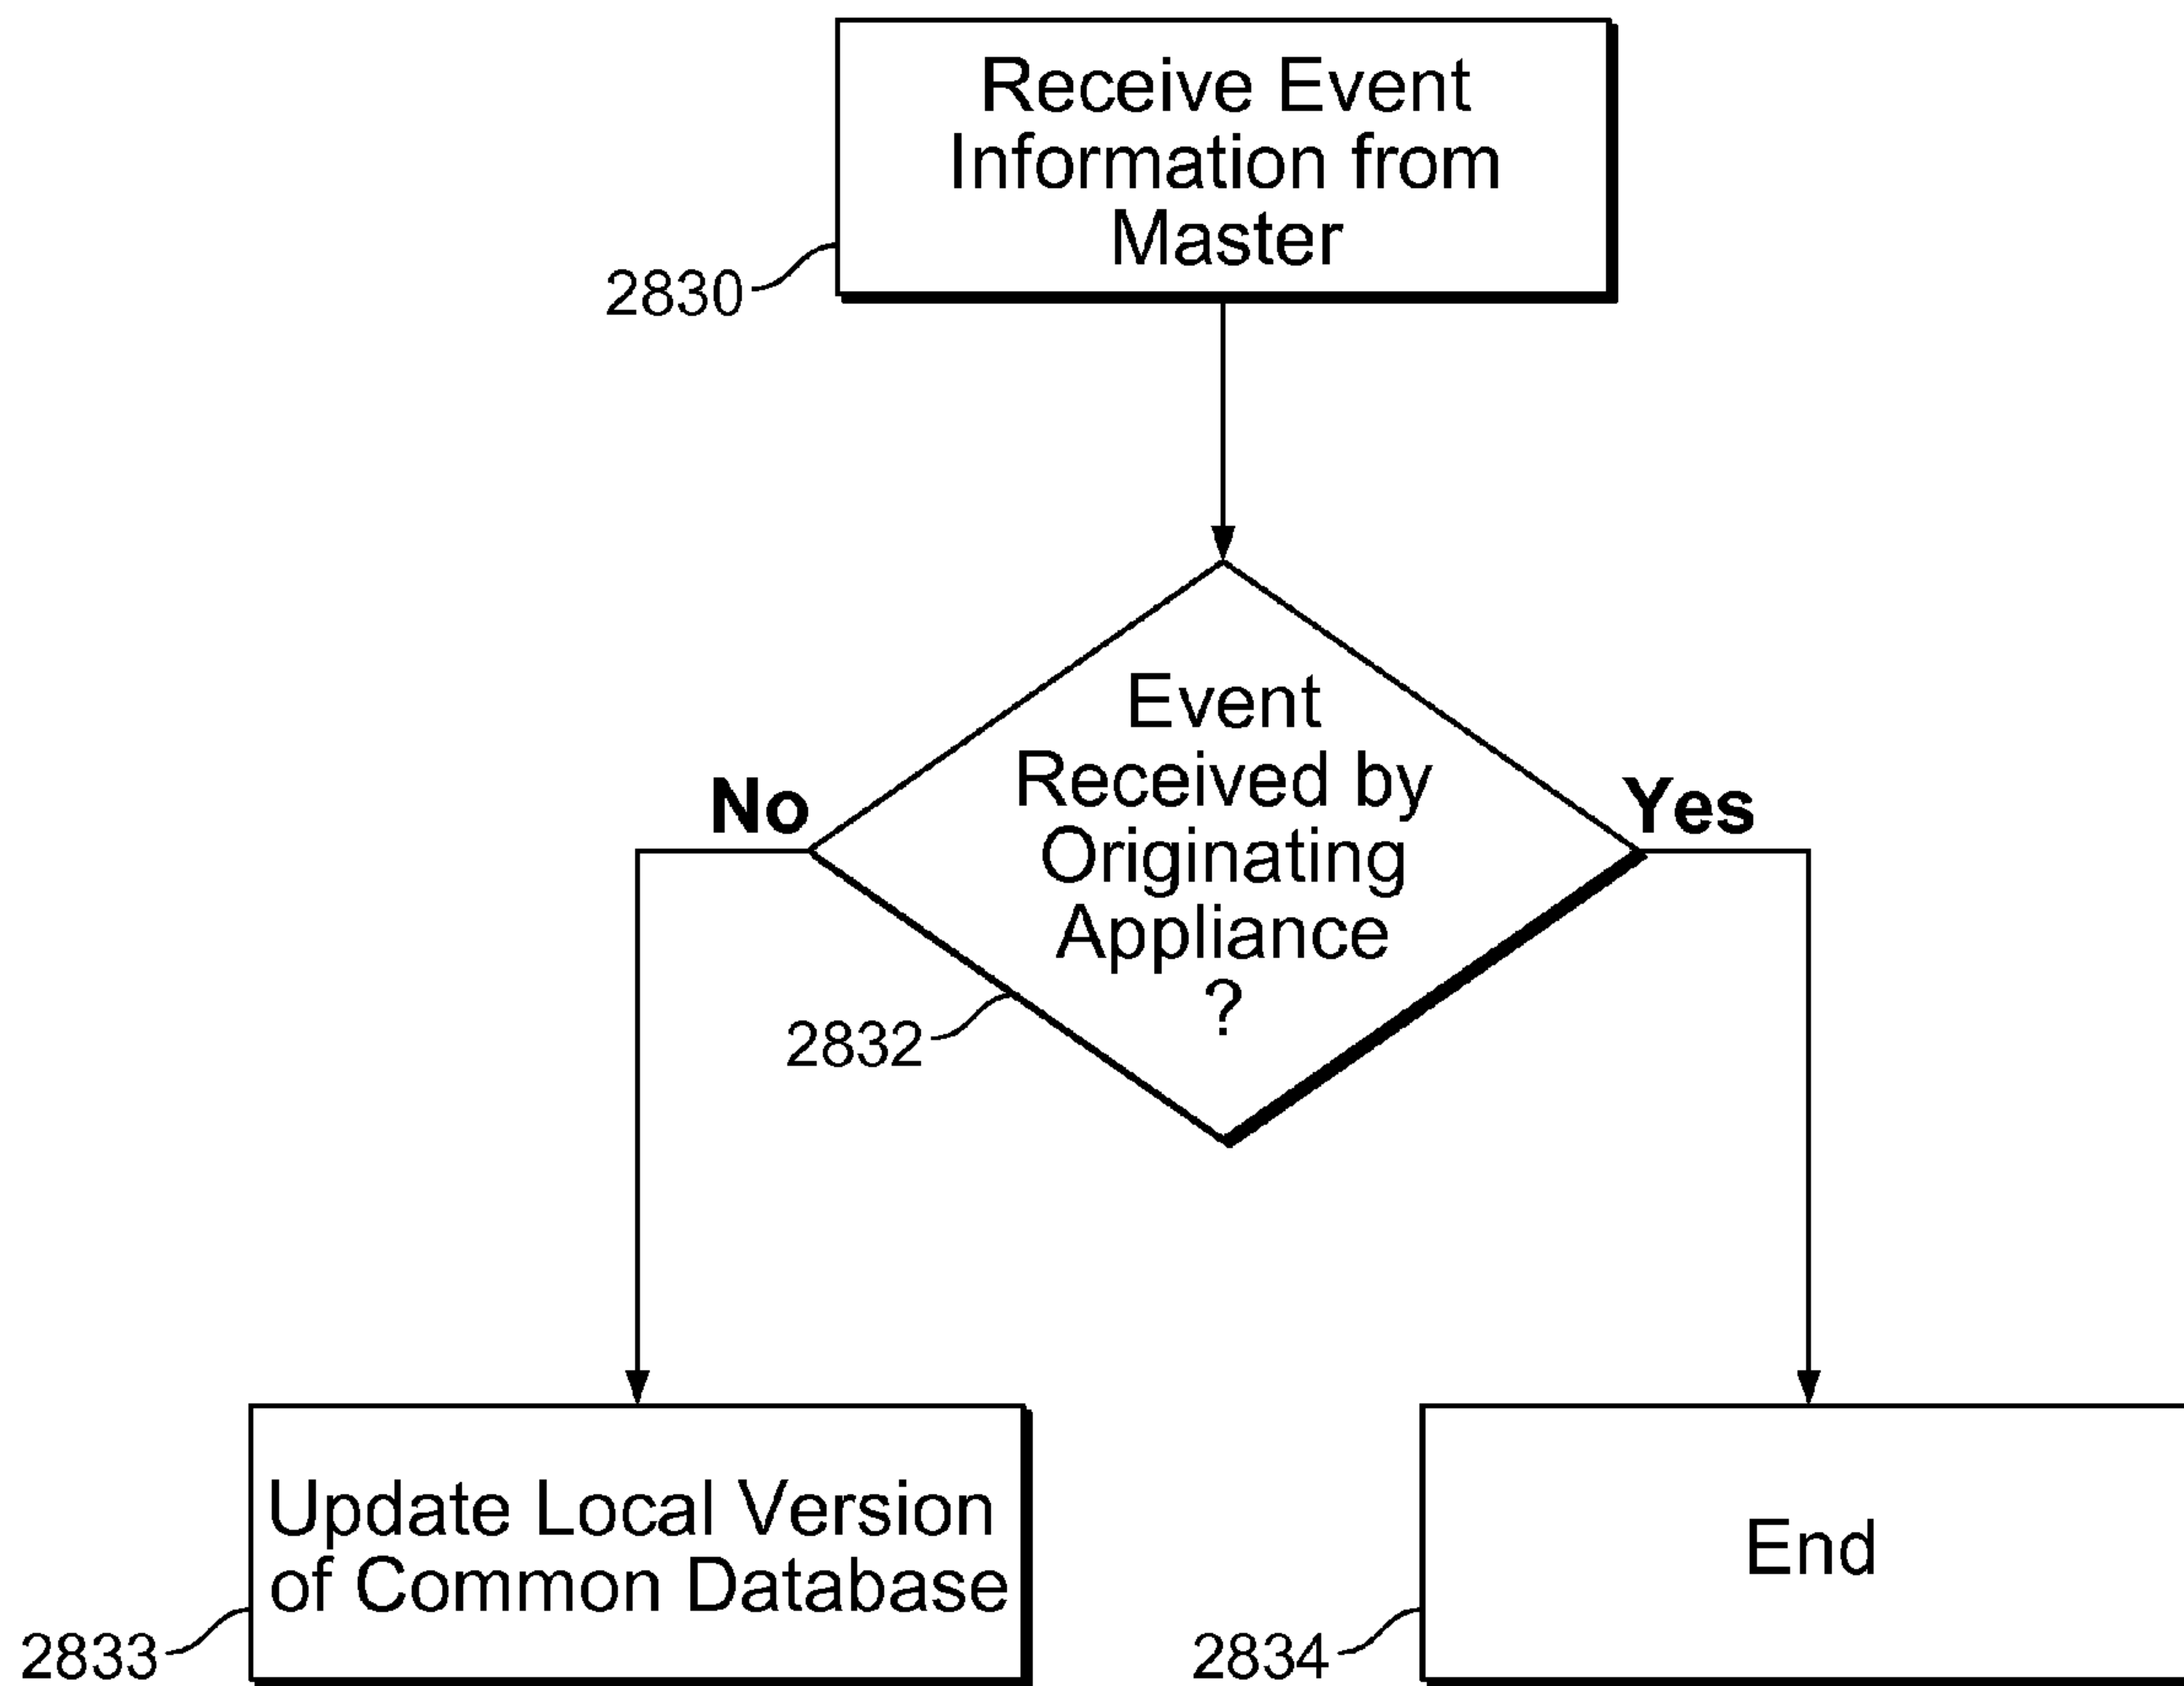 Receive Event
Information from
Master
2830
Event
Received by
Originating
Appliance
?
No
Yes
2832
Update Local Version
of Common Database
2833
End
2834